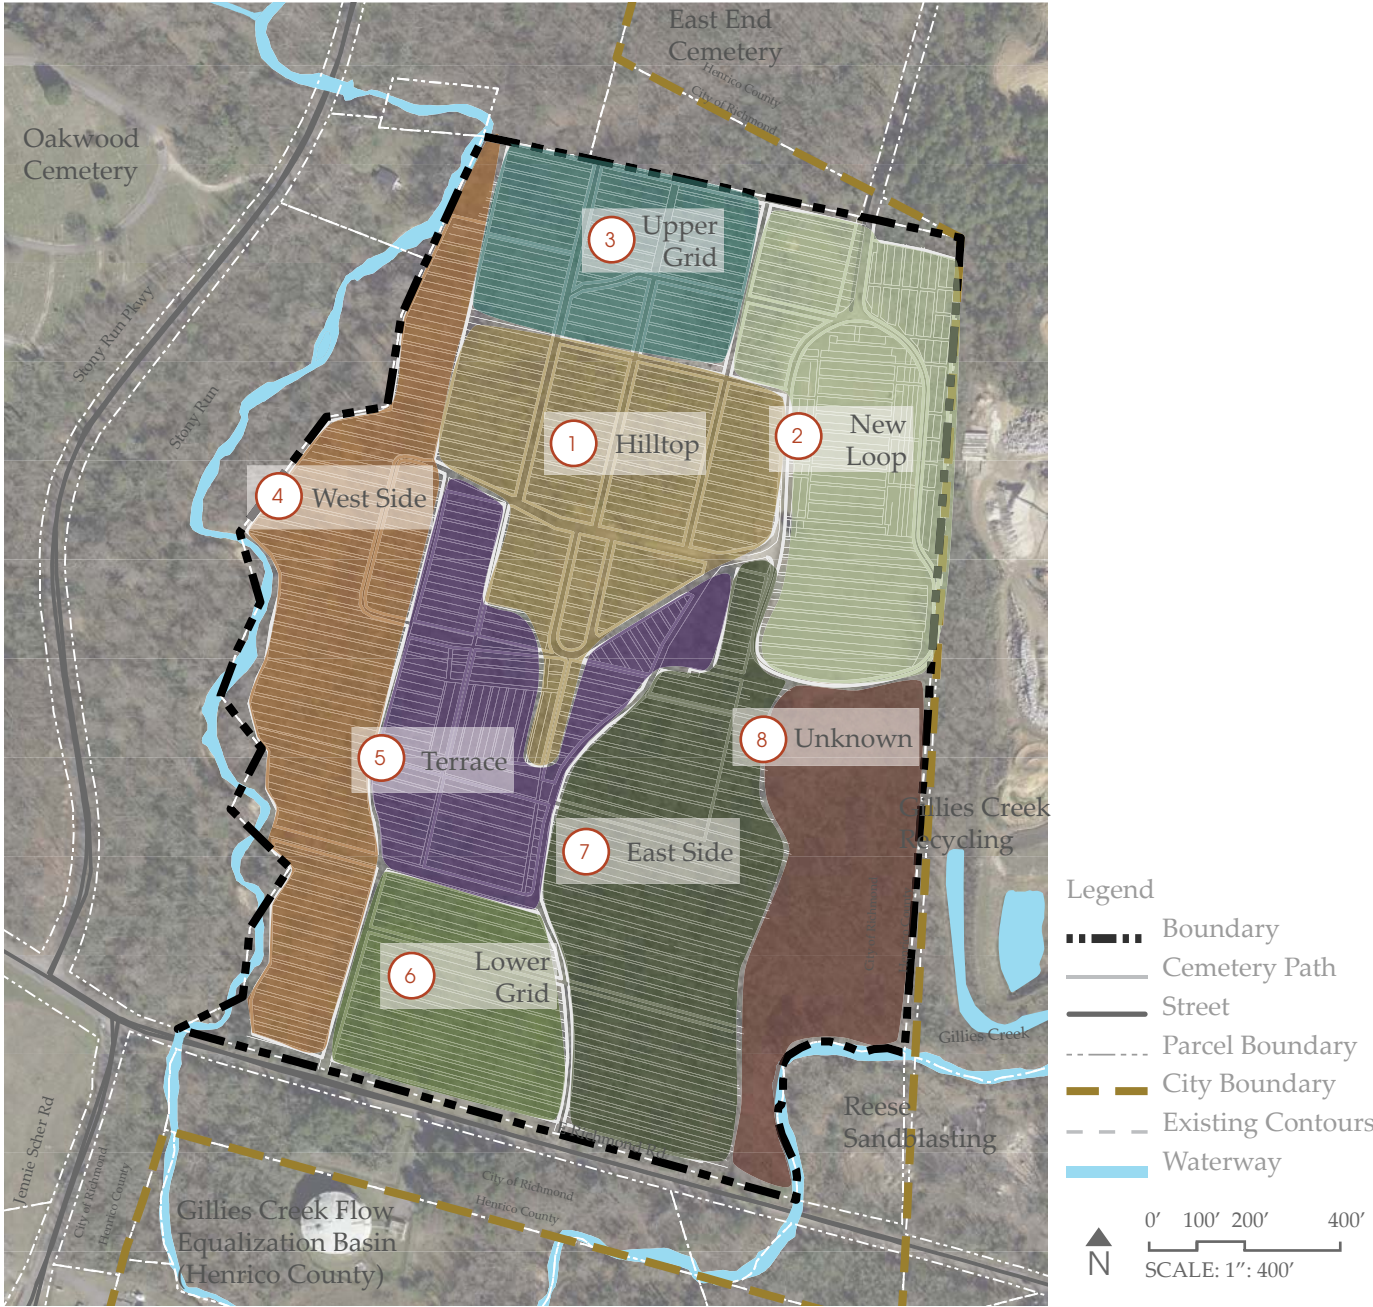 East End
Cemetery
Henrico County
City of Richmond
Oakwood
Cemetery
3
Upper
Grid
Stony Run Pkwy
Stony Run
1
Hilltop
2
New
Loop
4
West Side
5
Terrace
8
Unknown
Gillies Creek
Recycling
7
East Side
6
Lower
Grid
Gillies Creek
Reese
Sandblasting
Richmond Rd
Jennie Scher Rd
City of Richmond
Henrico County
City of Richmond
Henrico County
Gillies Creek Flow
Equalization Basin
(Henrico County)
Legend
Boundary
Cemetery Path
Street
Parcel Boundary
City Boundary
Existing Contours
Waterway
N
0' 100' 200' 400'
SCALE: 1”: 400'